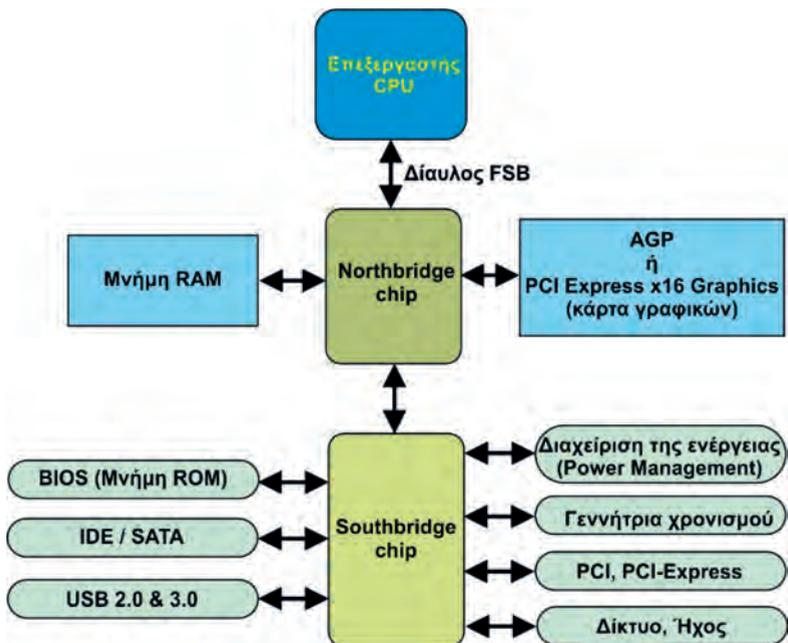 Επεξεργαστής
CPU
Δίαυλος FSB
Μνήμη RAM
Northbridge
chip
AGP
ή
PCI Express x16 Graphics
(κάρτα γραφικών)
BIOS (Μνήμη ROM)
IDE / SATA
USB 2.0 & 3.0
Southbridge
chip
Διαχείριση της ενέργειας
(Power Management)
Γεννήτρια χρονισμού
PCI, PCI-Express
Δίκτυο, Ήχος